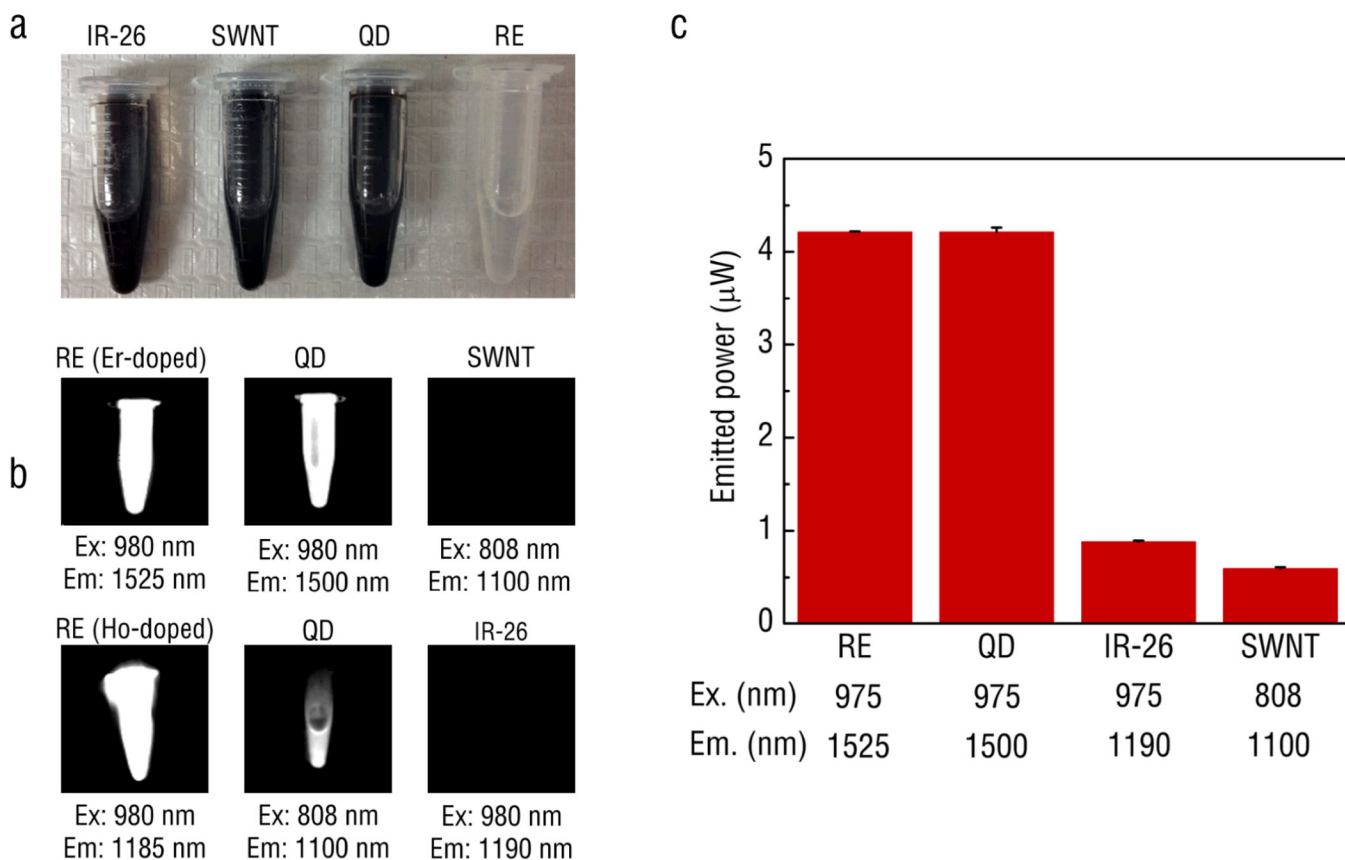 a
IR-26 SWNT QD RE
b
RE (Er-doped) QD SWNT
Ex: 980 nm Ex: 980 nm Ex: 808 nm
Em: 1525 nm Em: 1500 nm Em: 1100 nm
RE (Ho-doped) QD IR-26
Ex: 980 nm Ex: 808 nm Ex: 980 nm
Em: 1185 nm Em: 1100 nm Em: 1190 nm
c
Emitted power (μW)
5
4
3
2
1
0
RE QD IR-26 SWNT
Ex. (nm) 975 975 975 808
Em. (nm) 1525 1500 1190 1100